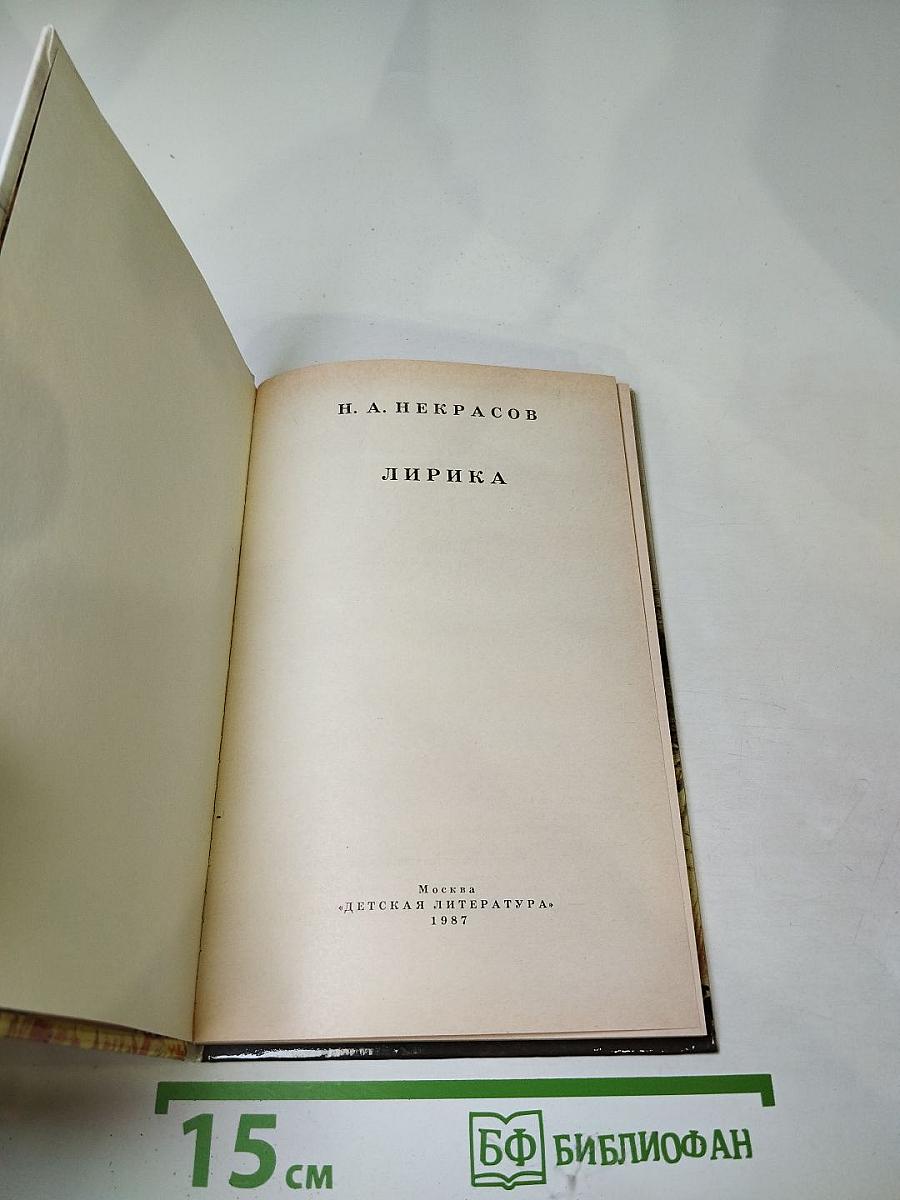 Н. А. НЕКРАСОВ
ЛИРИКА
Москва
«ДЕТСКАЯ ЛИТЕРАТУРА»
1987
15 см
БФ БИБЛИОФАН